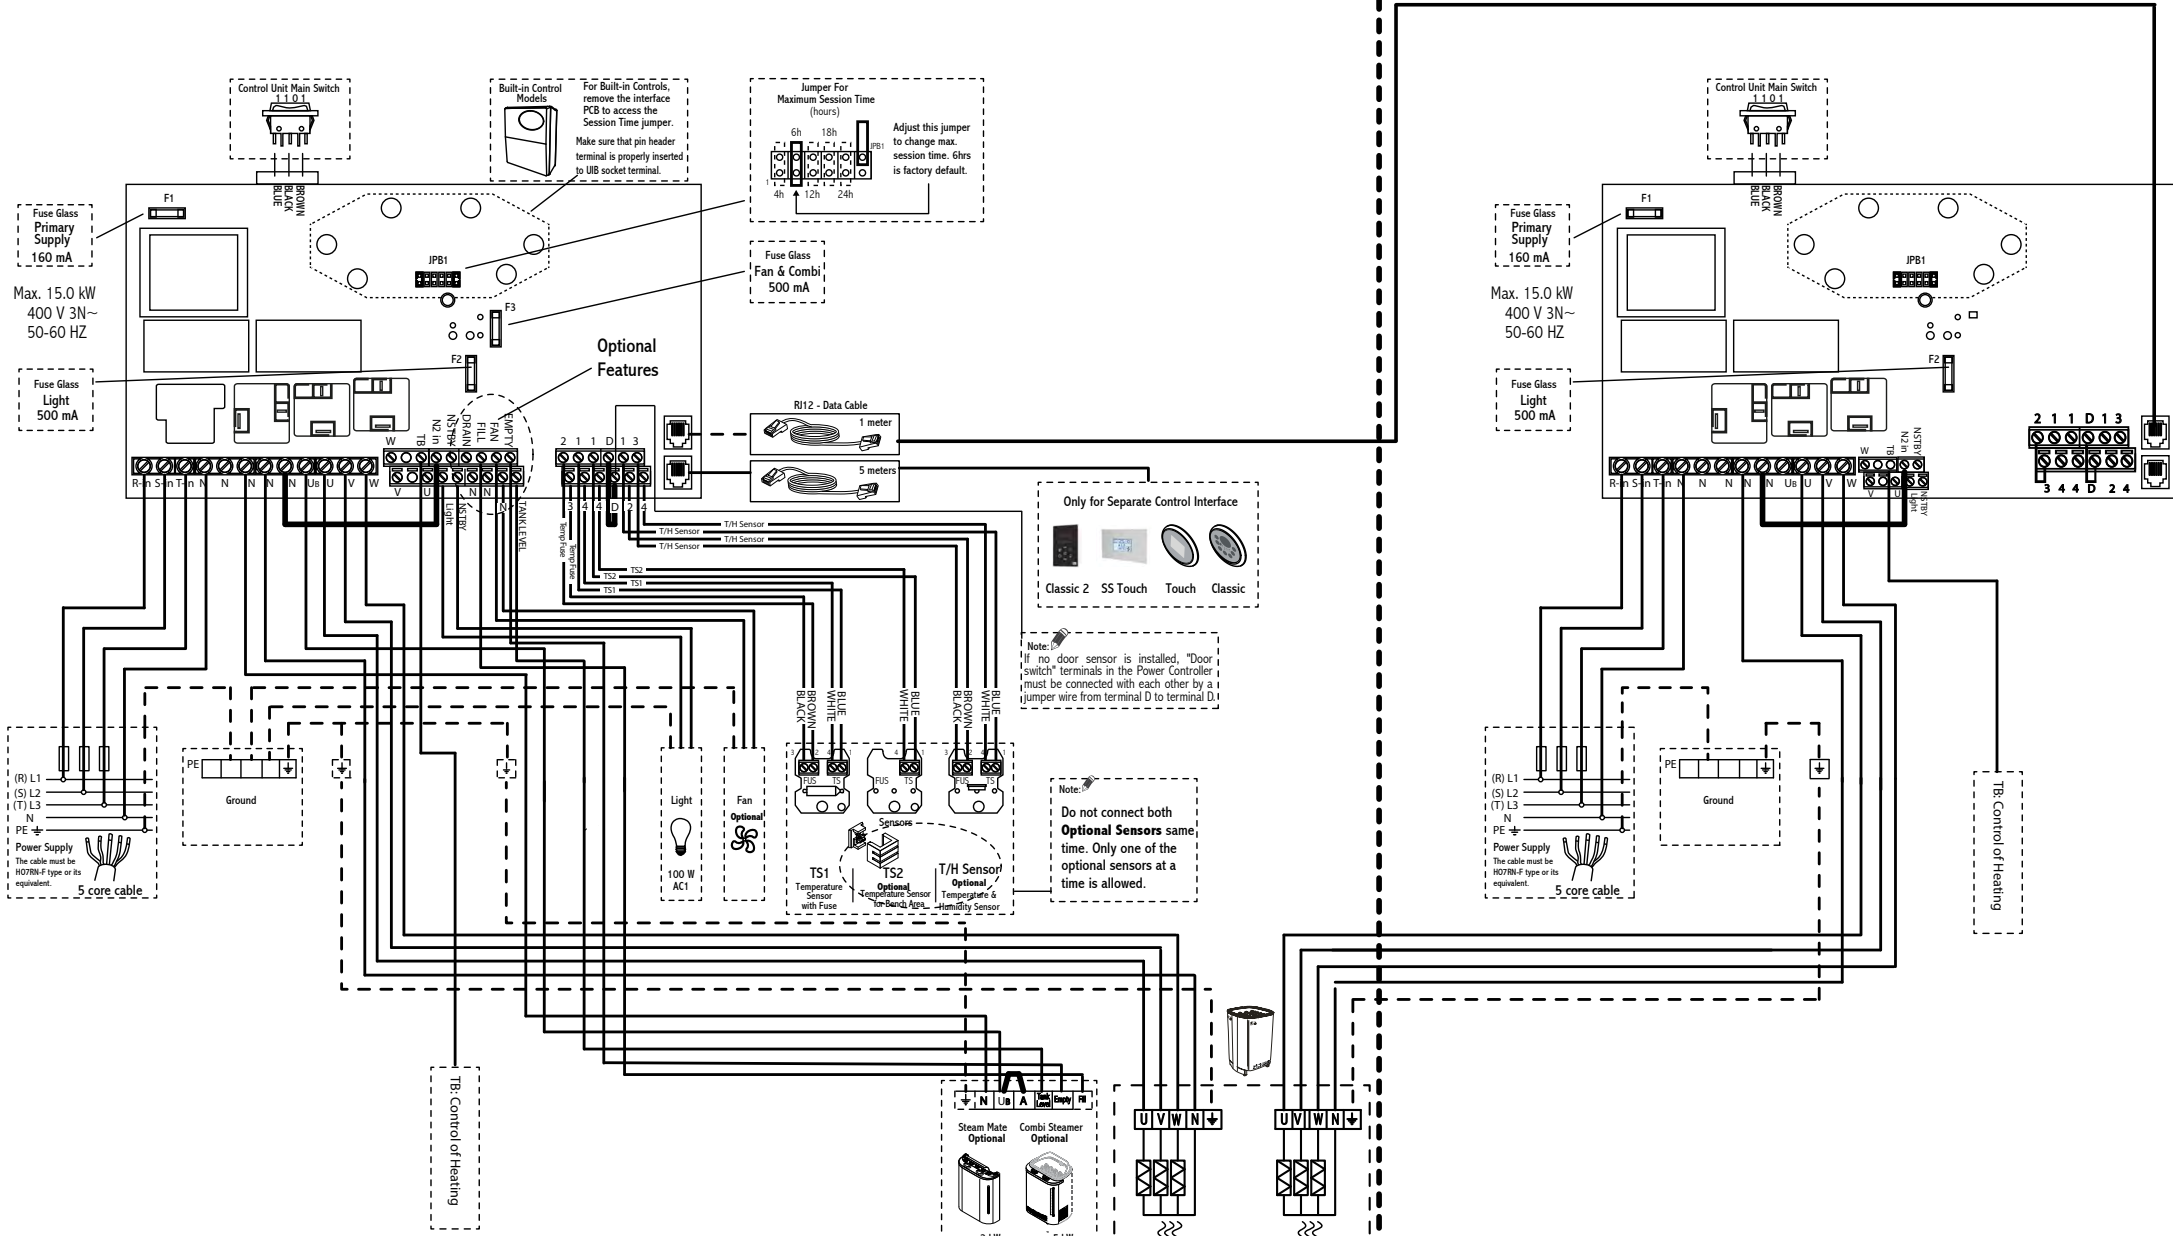 Control Unit Main Switch
1 1 0 1
BLUE
BLACK
BROWN
Built-in Control
Models
For Built-in Controls,
remove the interface
PCB to access the
Session Time jumper.
Make sure that pin header
terminal is properly inserted
to UIB socket terminal.
Jumper For
Maximum Session Time
(hours)
6h 18h
JPB1
1
4h 12h 24h
Adjust this jumper
to change max.
session time. 6hrs
is factory default.
Fuse Glass
Primary
Supply
160 mA
F1
Max. 15.0 kW
400 V 3N~
50-60 HZ
Fuse Glass
Light
500 mA
JPB1
F3
F2
Fuse Glass
Fan & Combi
500 mA
Optional
Features
RJ12 - Data Cable
1 meter
5 meters
W TB N2 in NSTBY DRAIN FILL FAN EMPTY
2 1 1 D 1 3
R-in S-in T-in N N N N N UB U V W
V U Light NSTBY N N N TANK LEVEL
3 4 4 D 2 4
Temp Fuse
Temp Fuse
T/H Sensor
T/H Sensor
T/H Sensor
T/H Sensor
TS2
TS2
TS1
TS1
Only for Separate Control Interface
Classic 2 SS Touch Touch Classic
Note:
If no door sensor is installed, "Door
switch" terminals in the Power Controller
must be connected with each other by a
jumper wire from terminal D to terminal D.
BLACK BROWN WHITE BLUE
WHITE BLUE
BLACK BROWN WHITE BLUE
3 2 4 1
4 1
3 2 4 1
FUS TS
FUS TS
FUS TS
Sensors
TS1
Temperature
Sensor
with Fuse
TS2
Optional
Temperature Sensor
for Bench Area
T/H Sensor
Optional
Temperature &
Humidity Sensor
Note:
Do not connect both
Optional Sensors same
time. Only one of the
optional sensors at a
time is allowed.
(R) L1
(S) L2
(T) L3
N
PE
Power Supply
The cable must be
HO7RN-F type or its
equivalent.
5 core cable
PE
Ground
Light
100 W
AC1
Fan
Optional
TB: Control of Heating
N UB A Tank Level Empty Fill
Steam Mate
Optional
Combi Steamer
Optional
U V W N
U V W N
Control Unit Main Switch
1 1 0 1
BLUE
BLACK
BROWN
Fuse Glass
Primary
Supply
160 mA
F1
Max. 15.0 kW
400 V 3N~
50-60 HZ
Fuse Glass
Light
500 mA
JPB1
F2
2 1 1 D 1 3
3 4 4 D 2 4
W TB N2 in NSTBY
R-in S-in T-in N N N N N UB U V W
V U Light NSTBY
(R) L1
(S) L2
(T) L3
N
PE
Power Supply
The cable must be
HO7RN-F type or its
equivalent.
5 core cable
PE
Ground
TB: Control of Heating